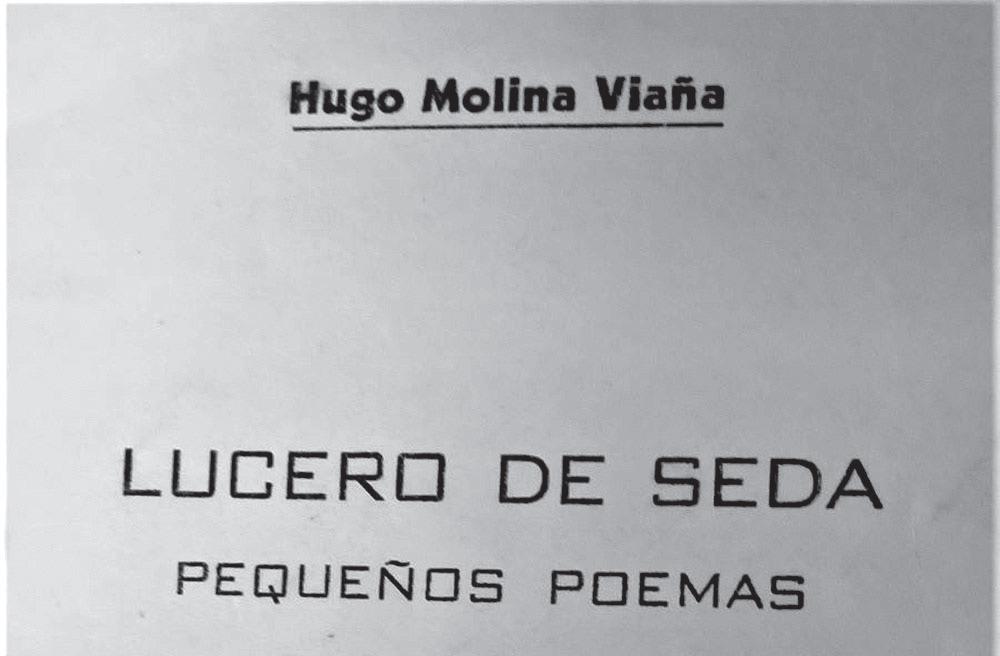 Hugo Molina Viaña
LUCERO DE SEDA
PEQUEÑOS POEMAS